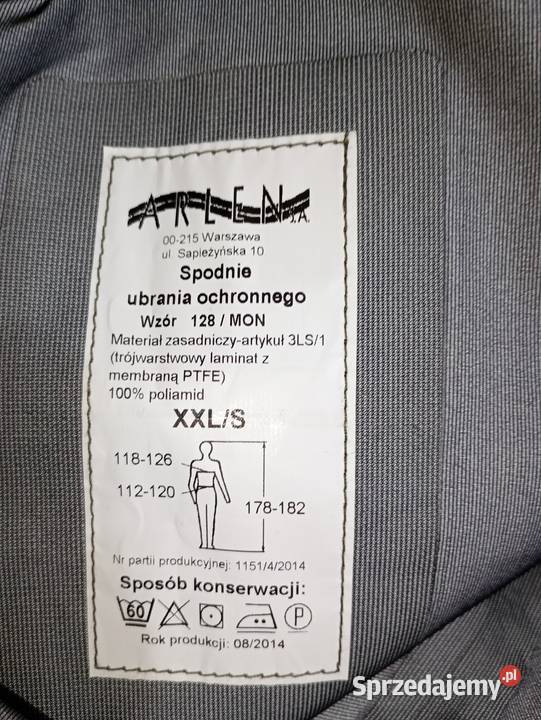 ARLEN S.A.
00-215 Warszawa
ul. Sapieżyńska 10
Spodnie
ubrania ochronnego
Wzór 128 / MON
Materiał zasadniczy-artykuł 3LS/1
(trójwarstwowy laminat z
membraną PTFE)
100% poliamid
XXL/S
118-126
112-120
178-182
Nr partii produkcyjnej: 1151/4/2014
Sposób konserwacji:
60 P
Rok produkcji: 08/2014
Sprzedajemy.pl